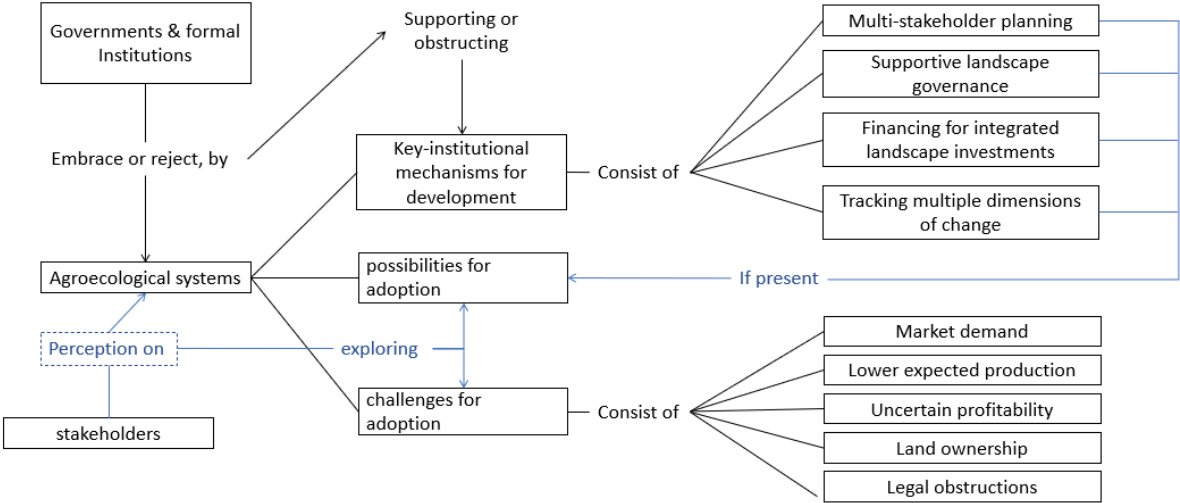 Governments & formal
Institutions
Embrace or reject, by
Agroecological systems
Perception on
stakeholders
Supporting or
obstructing
Key-institutional
mechanisms for
development
possibilities for
adoption
exploring
challenges for
adoption
Consist of
Multi-stakeholder planning
Supportive landscape
governance
Financing for integrated
landscape investments
Tracking multiple dimensions
of change
If present
Consist of
Market demand
Lower expected production
Uncertain profitability
Land ownership
Legal obstructions